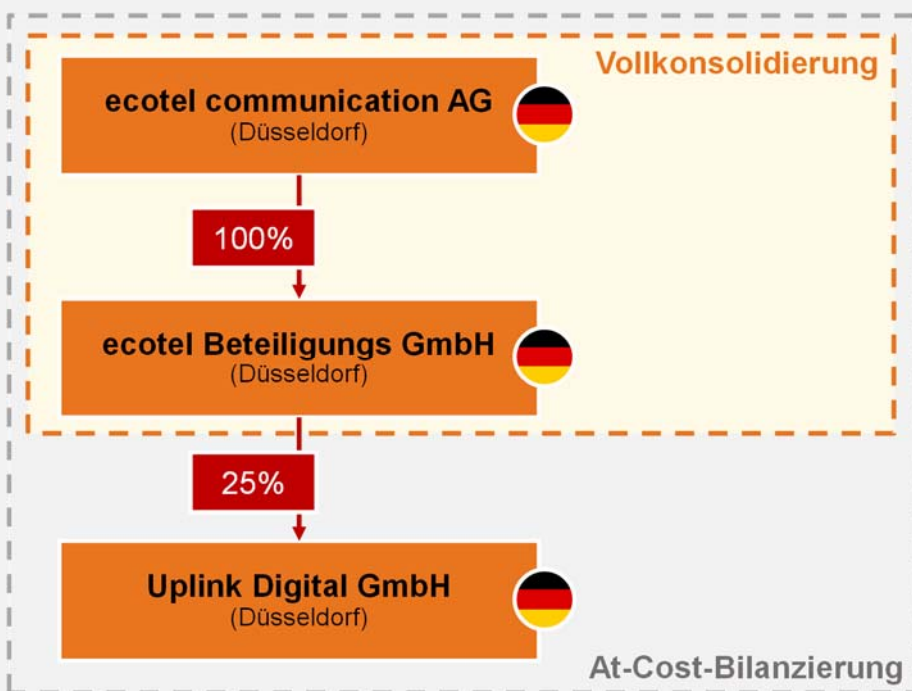 Vollkonsolidierung
ecotel communication AG
(Düsseldorf)
100%
ecotel Beteiligungs GmbH
(Düsseldorf)
25%
Uplink Digital GmbH
(Düsseldorf)
At-Cost-Bilanzierung